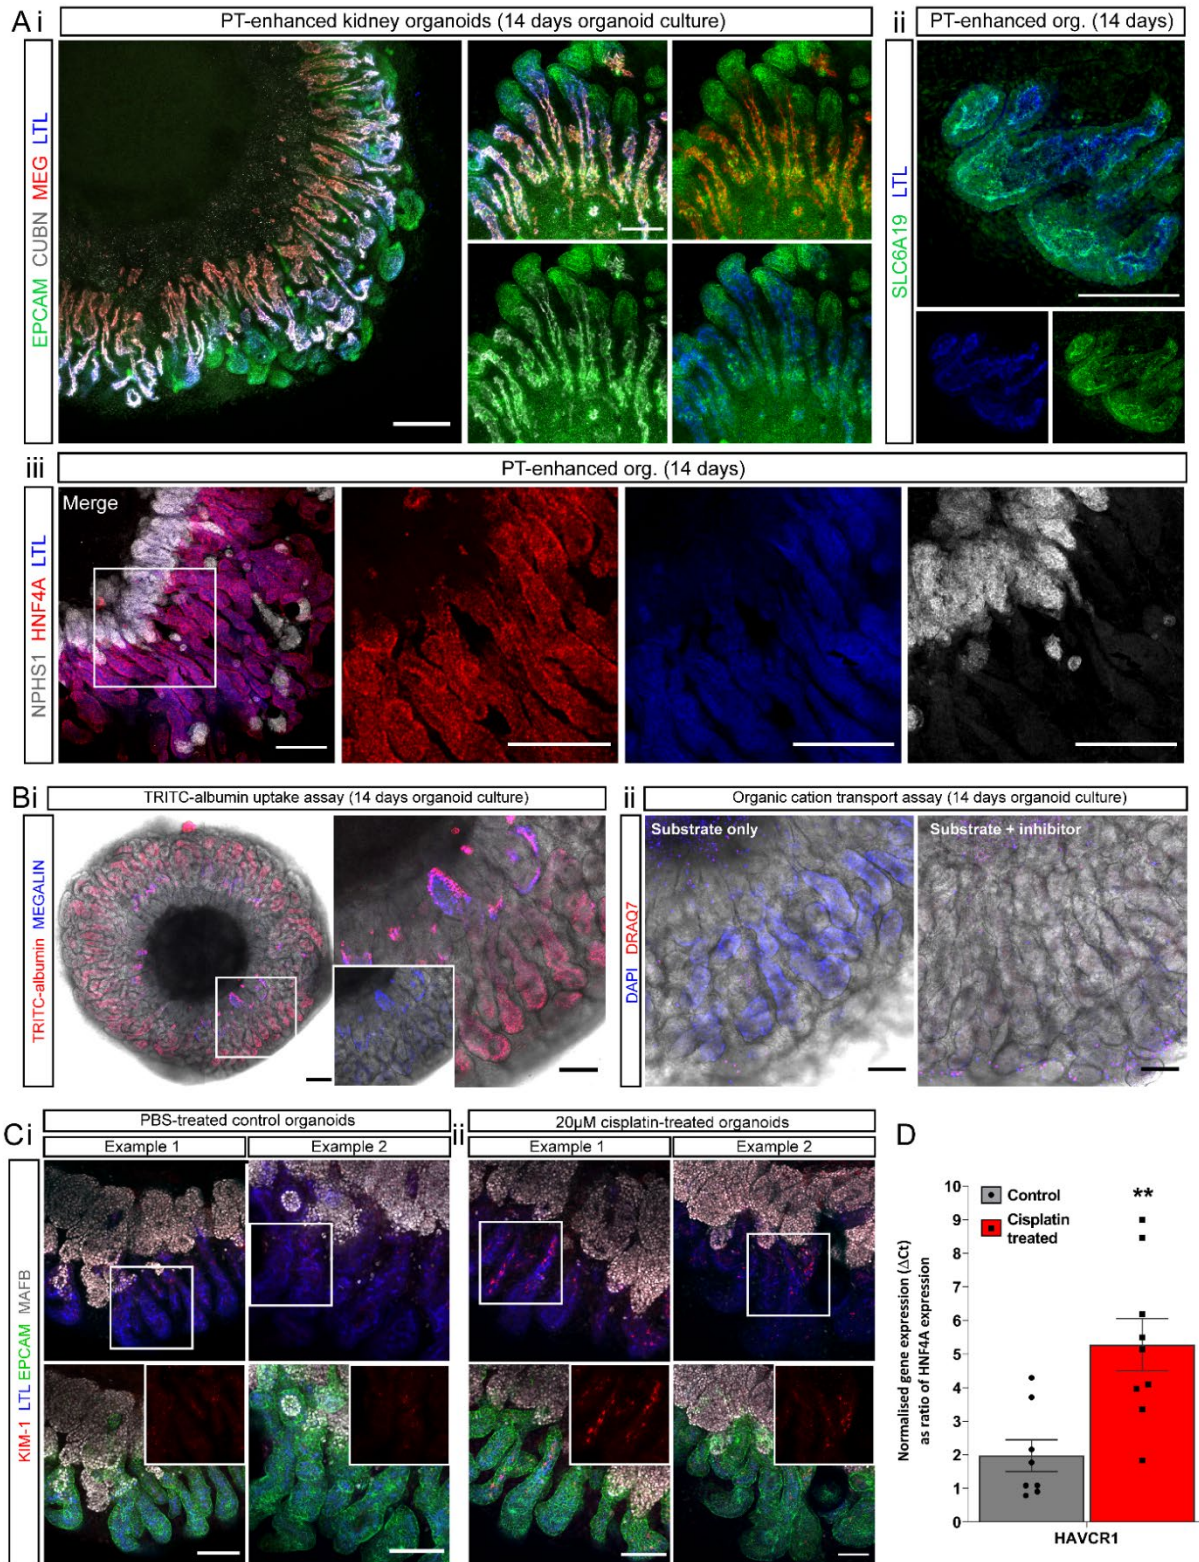 A i
PT-enhanced kidney organoids (14 days organoid culture)
EPCAM CUBN MEG LTL
ii
PT-enhanced org. (14 days)
SLC6A19 LTL
iii
PT-enhanced org. (14 days)
NPHS1 HNF4A LTL
Merge
Bi
TRITC-albumin uptake assay (14 days organoid culture)
TRITC-albumin MEGALIN
ii
Organic cation transport assay (14 days organoid culture)
DAPI DRAQ7
Substrate only
Substrate + inhibitor
Ci
PBS-treated control organoids
Example 1
Example 2
KIM-1 LTL EPCAM MAFB
ii
20µM cisplatin-treated organoids
Example 1
Example 2
D
Normalised gene expression (ΔCt)
as ratio of HNF4A expression
10
9
8
7
6
5
4
3
2
1
0
Control
Cisplatin
treated
**
HAVCR1